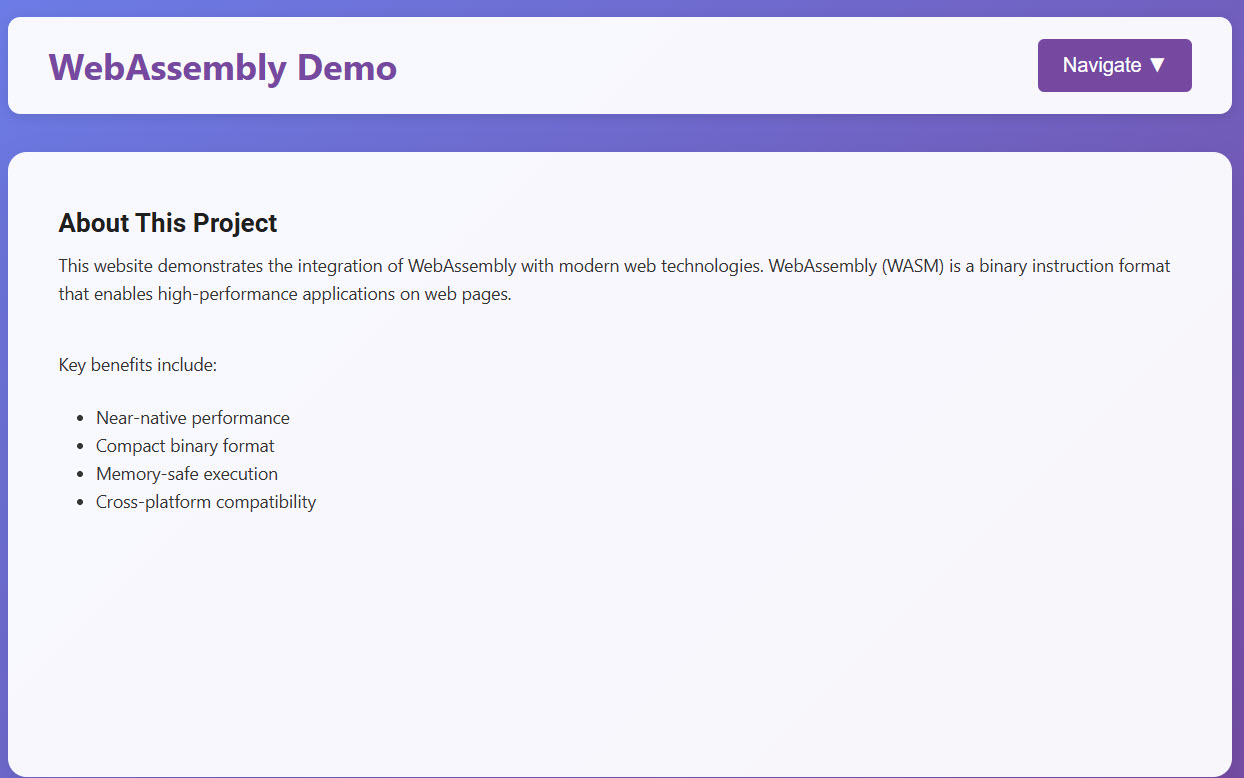 WebAssembly Demo
Navigate ▼
About This Project
This website demonstrates the integration of WebAssembly with modern web technologies. WebAssembly (WASM) is a binary instruction format
that enables high-performance applications on web pages.
Key benefits include:
• Near-native performance
• Compact binary format
• Memory-safe execution
• Cross-platform compatibility